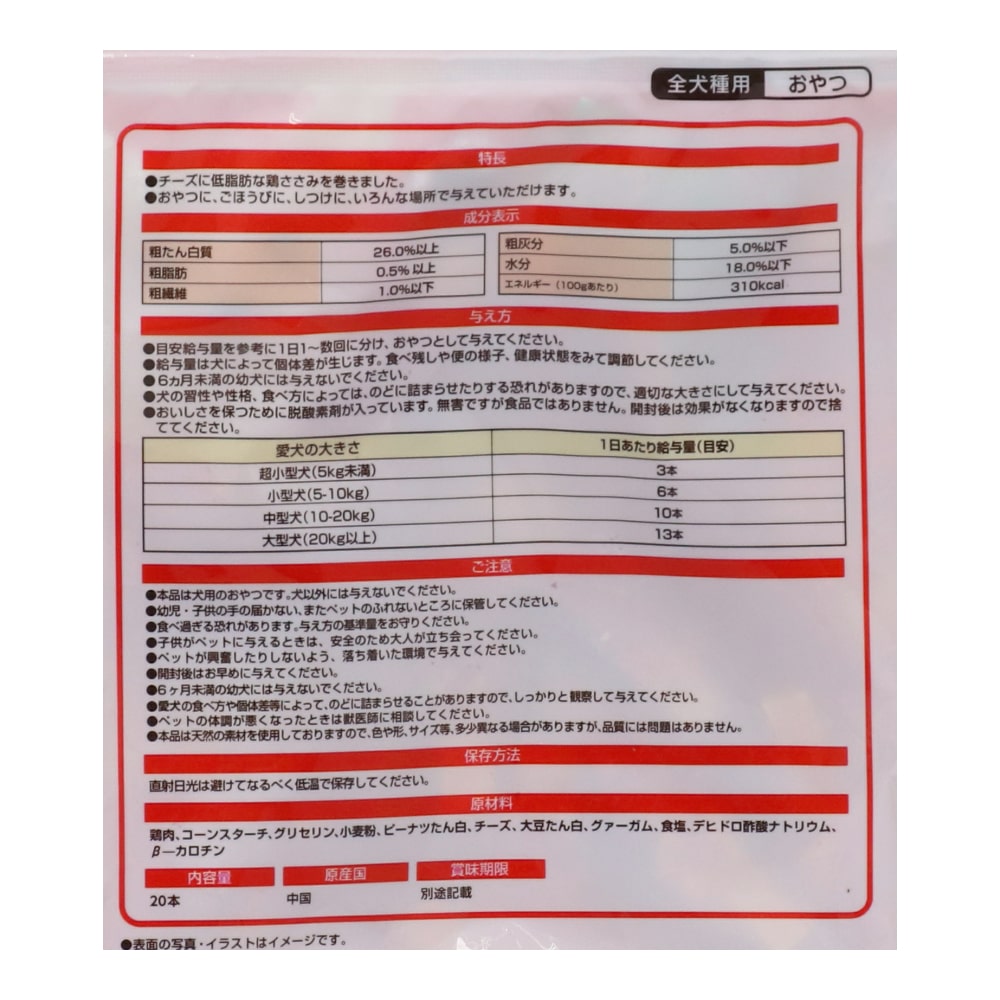 全犬種用 おやつ
特長
●チーズに低脂肪な鶏ささみを巻きました。
●おやつに、ごほうびに、しつけに、いろんな場所で与えていただけます。
成分表示
粗たん白質 26.0%以上 粗灰分 5.0%以下
粗脂肪 0.5%以上 水分 18.0%以下
粗繊維 1.0%以下 エネルギー(100gあたり) 310kcal
与え方
●目安給与量を参考に1日1〜数回に分け、おやつとして与えてください。
●給与量は犬によって個体差が生じます。食べ残しや便の様子、健康状態をみて調節してください。
●6カ月未満の幼犬には与えないでください。
●犬の習性や性格、食べ方によっては、のどに詰まらせたりする恐れがありますので、適切な大きさにして与えてください。
●おいしさを保つために脱酸素剤が入っています。無害ですが食品ではありません。開封後は効果がなくなりますので捨
ててください。
愛犬の大きさ 1日あたり給与量(目安)
超小型犬(5kg未満) 3本
小型犬(5-10kg) 6本
中型犬(10-20kg) 10本
大型犬(20kg以上) 13本
ご注意
●本品は犬用のおやつです。犬以外には与えないでください。
●幼児・子供の手の届かない、またペットのふれないところに保管してください。
●食べ過ぎる恐れがあります。与え方の基準量をお守りください。
●子供がペットに与えるときは、安全のため大人が立ち会ってください。
●ペットが興奮したりしないよう、落ち着いた環境で与えてください。
●開封後はお早めに与えてください。
●6ヶ月未満の幼犬には与えないでください。
●愛犬の食べ方や個体差等によって、のどに詰まらせることがありますので、しっかりと観察して与えてください。
●ペットの体調が悪くなったときは獣医師に相談してください。
●本品は天然の素材を使用しておりますので、色や形、サイズ等、多少異なる場合がありますが、品質には問題はありません。
保存方法
直射日光は避けてなるべく低温で保存してください。
原材料
鶏肉、コーンスターチ、グリセリン、小麦粉、ピーナツたん白、チーズ、大豆たん白、グァーガム、食塩、デヒドロ酢酸ナトリウム、
β―カロチン
内容量 原産国 賞味期限
20本 中国 別途記載
●表面の写真・イラストはイメージです。